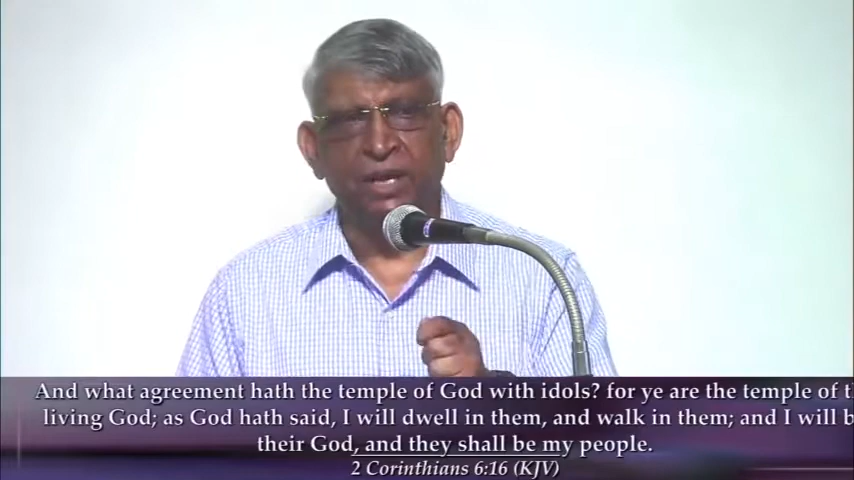 And what agreement hath the temple of God with idols? for ye are the temple of
living God; as God hath said, I will dwell in them, and walk in them; and I will
their God, and they shall be my people.
2 Corinthians 6:16 (KJV)